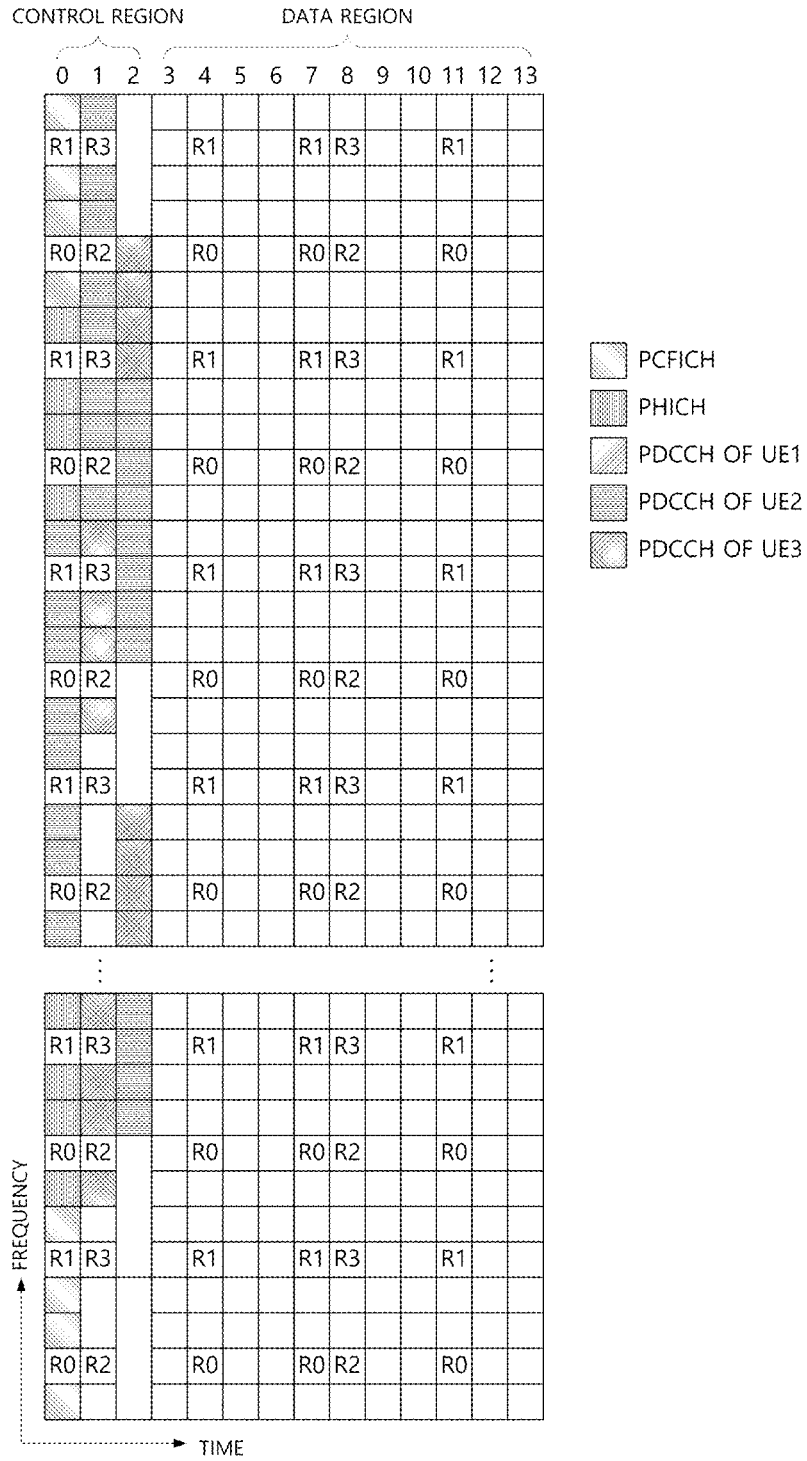 CONTROL REGION DATA REGION
0 1 2 3 4 5 6 7 8 9 10 11 12 13
R1 R3 R1 R1 R3 R1
R0 R2 R0 R0 R2 R0
R1 R3 R1 R1 R3 R1
R0 R2 R0 R0 R2 R0
R1 R3 R1 R1 R3 R1
R0 R2 R0 R0 R2 R0
R1 R3 R1 R1 R3 R1
R0 R2 R0 R0 R2 R0
R1 R3 R1 R1 R3 R1
R0 R2 R0 R0 R2 R0
R1 R3 R1 R1 R3 R1
R0 R2 R0 R0 R2 R0
FREQUENCY
TIME
PCFICH
PHICH
PDCCH OF UE1
PDCCH OF UE2
PDCCH OF UE3